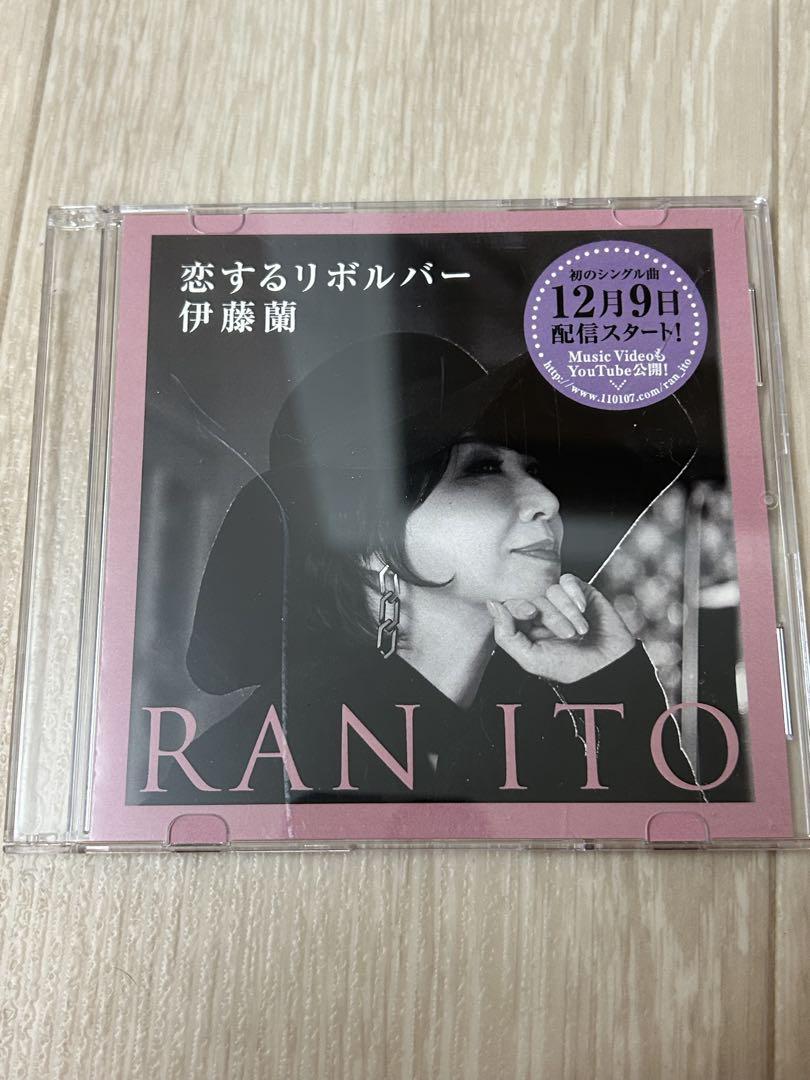 恋するリボルバー
伊藤蘭
初のシングル曲
12月9日
配信スタート!
Music Videoも
YouTube公開!
http://www.110107.com/ran_ito
RAN ITO